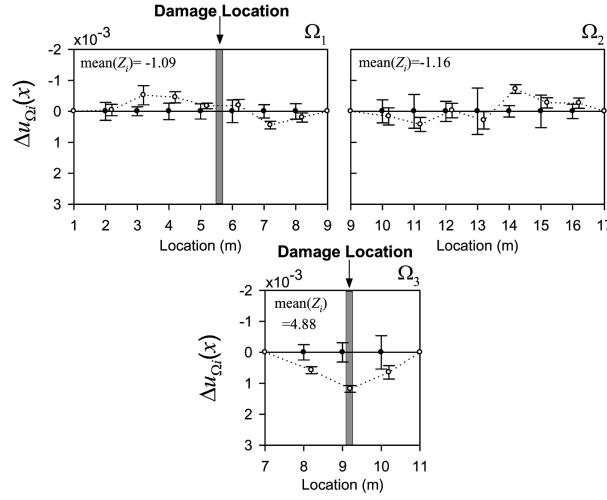 Damage Location
x10⁻³
Ω₁
Ω₂
mean(Zᵢ)= -1.09
mean(Zᵢ)=-1.16
Δu_Ωi(x)
-2
-1
0
1
2
3
1 2 3 4 5 6 7 8 9
9 10 11 12 13 14 15 16 17
Location (m)
Location (m)
Damage Location
x10⁻³
Ω₃
mean(Zᵢ)
=4.88
Δu_Ωi(x)
-2
-1
0
1
2
3
7 8 9 10 11
Location (m)